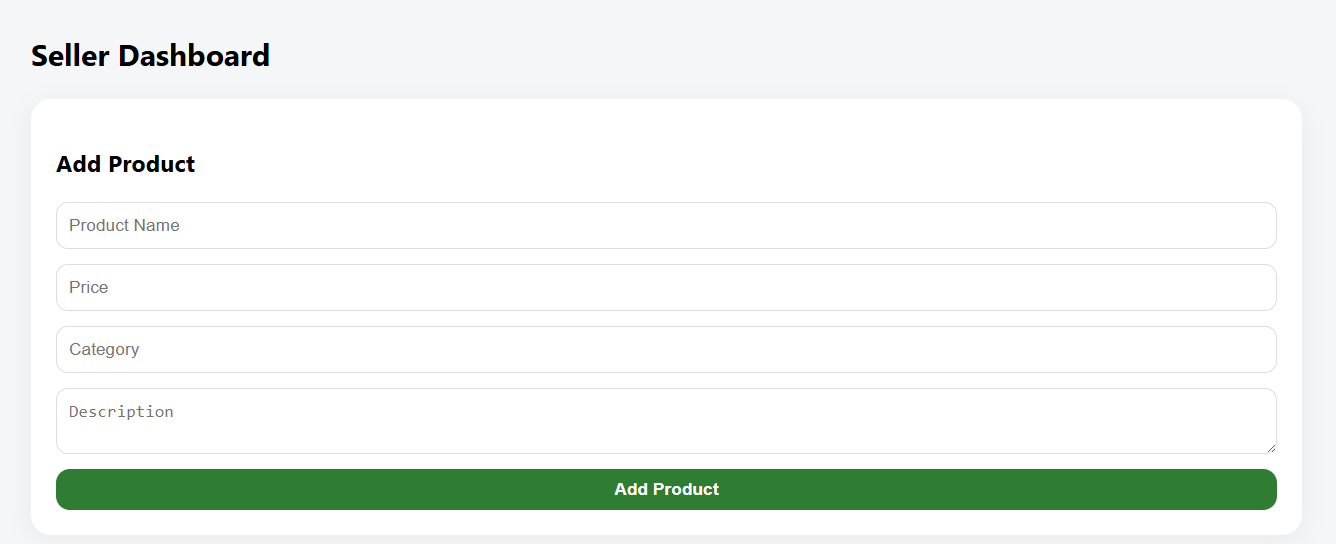 Seller Dashboard
Add Product
Product Name
Price
Category
Description
Add Product